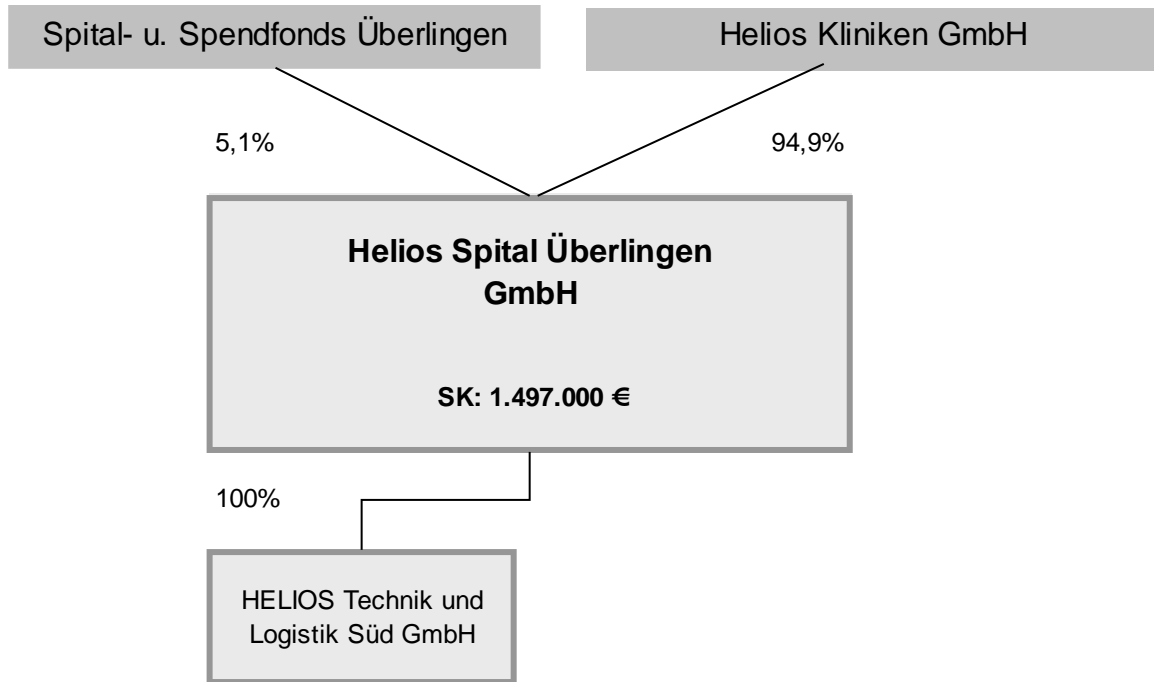 Spital- u. Spendfonds Überlingen
Helios Kliniken GmbH
5,1%
94,9%
Helios Spital Überlingen
GmbH
SK: 1.497.000 €
100%
HELIOS Technik und
Logistik Süd GmbH